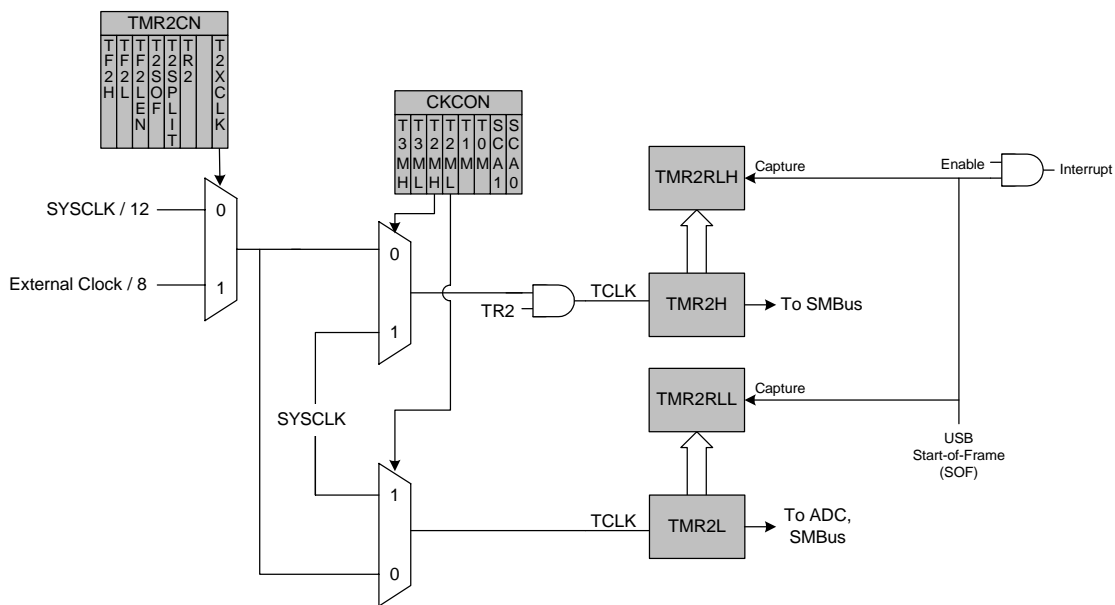 TMR2CN
TF2H
TF2L
TF2LEN
T2SOF
T2SPLIT
TR2
T2XCLK
CKCON
T3MH
T3ML
T2MH
T2ML
T1M
T0M
SCA1
SCA0
SYSCLK / 12
0
External Clock / 8
1
0
1
SYSCLK
1
0
TR2
TCLK
TCLK
TMR2RLH
Capture
Enable
Interrupt
TMR2H
To SMBus
TMR2RLL
Capture
USB
Start-of-Frame
(SOF)
TMR2L
To ADC,
SMBus